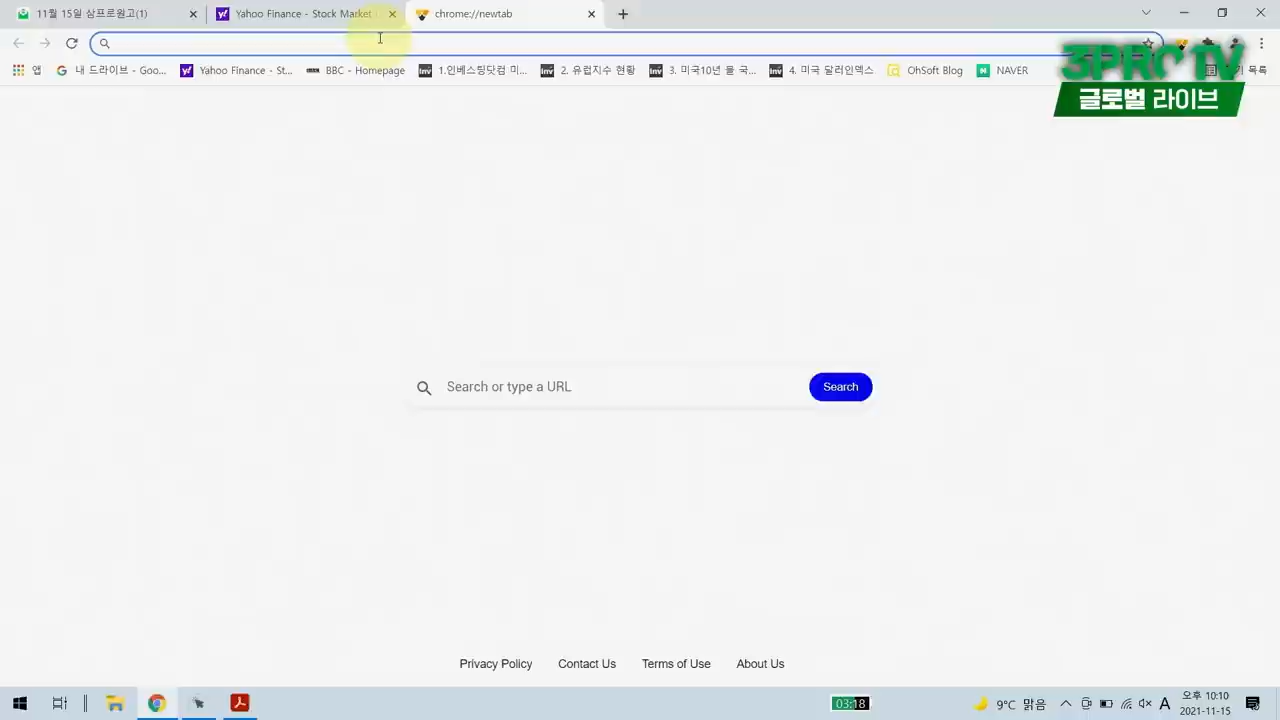 11월 15일 삼프로원고(1)
Yahoo Finance - Stock Market
chrome://newtab
앱
드라이브 - Goo...
Yahoo Finance - St...
BBC - Homepage
1.인베스팅닷컴 미...
2. 유럽지수 현황
3. 미국10년 물 국...
4. 미국 달러인덱스
OhSoft Blog
NAVER
목록
3PROTV
글로벌 라이브
Search or type a URL
Search
Privacy Policy
Contact Us
Terms of Use
About Us
03:18
9°C 맑음
A
오후 10:10
2021-11-15